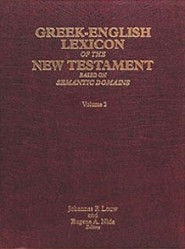 GREEK-ENGLISH
LEXICON
OF THE
NEW TESTAMENT
BASED ON
SEMANTIC DOMAINS
Volume 2
Johannes P. Louw
and
Eugene A. Nida
Editors